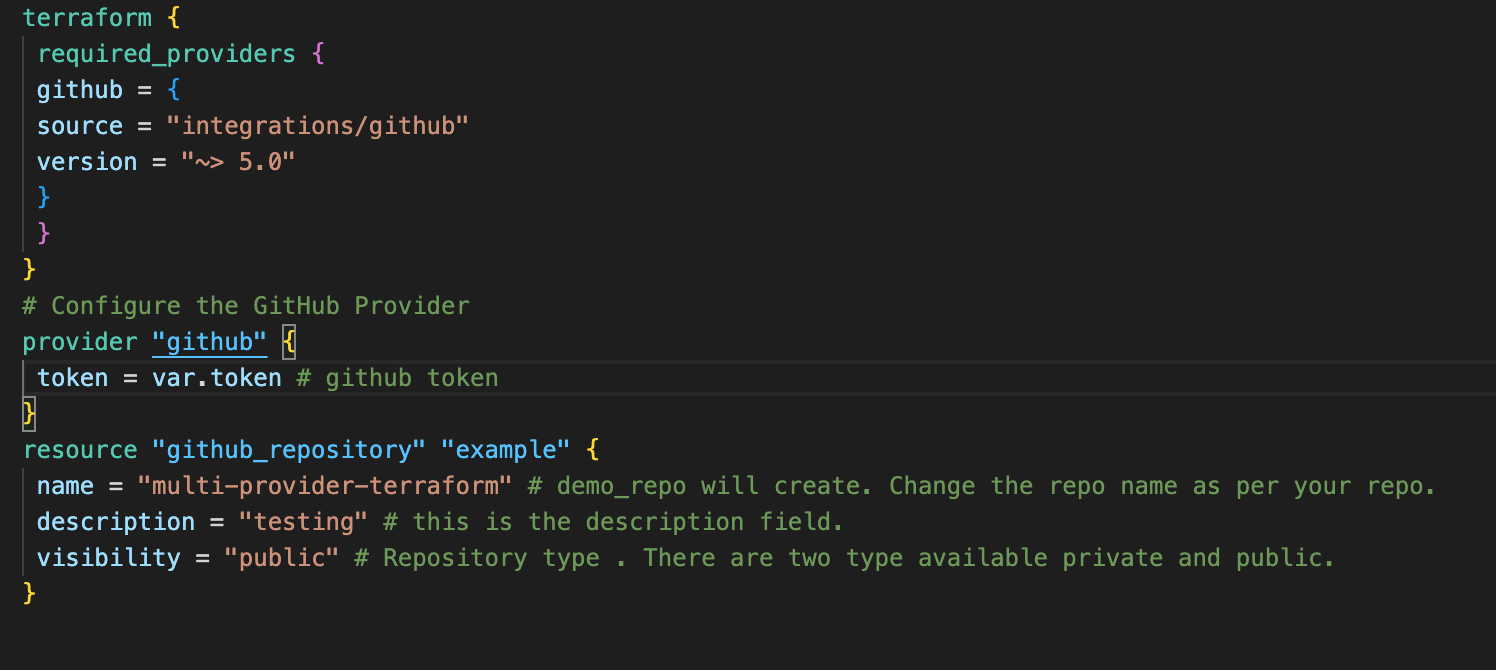 terraform {
required_providers {
github = {
source = "integrations/github"
version = "~> 5.0"
}
}
}
# Configure the GitHub Provider
provider "github" {
token = var.token # github token
}
resource "github_repository" "example" {
name = "multi-provider-terraform" # demo_repo will create. Change the repo name as per your repo.
description = "testing" # this is the description field.
visibility = "public" # Repository type . There are two type available private and public.
}